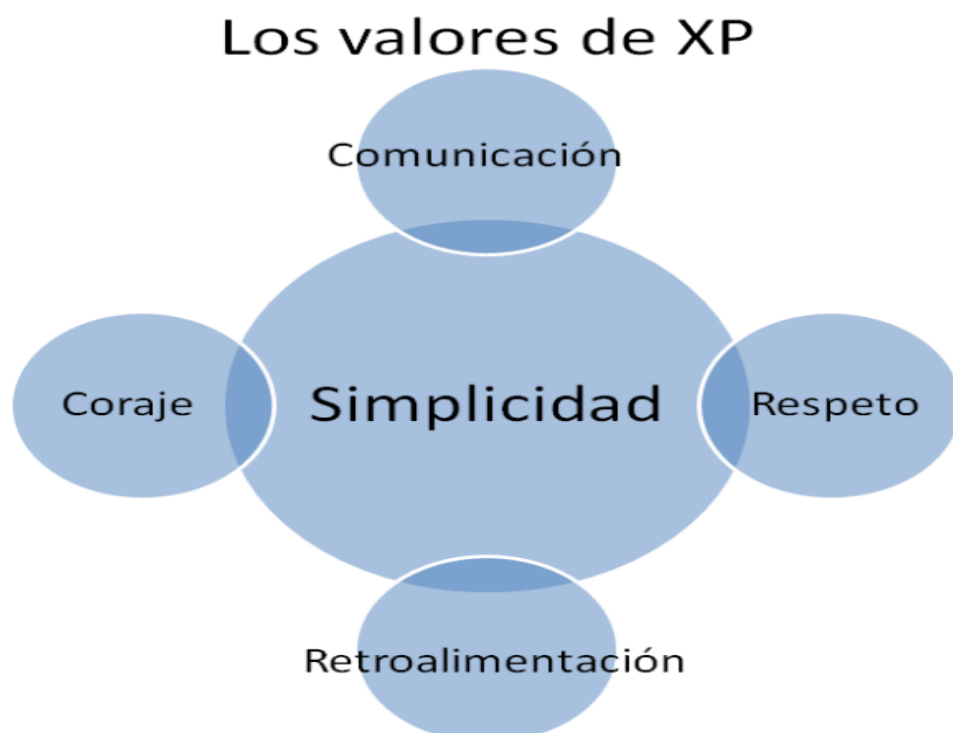 Los valores de XP
Comunicación
Coraje
Simplicidad
Respeto
Retroalimentación